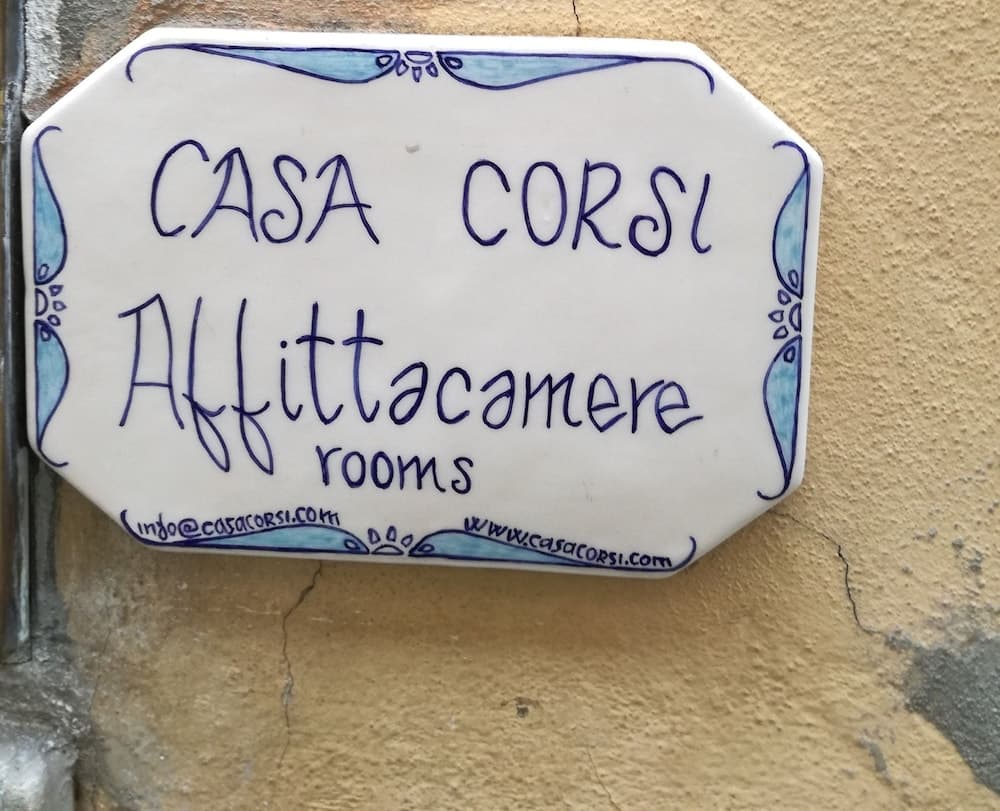 CASA CORSI
Affittacamere
rooms
info@casacorsi.com
www.casacorsi.com